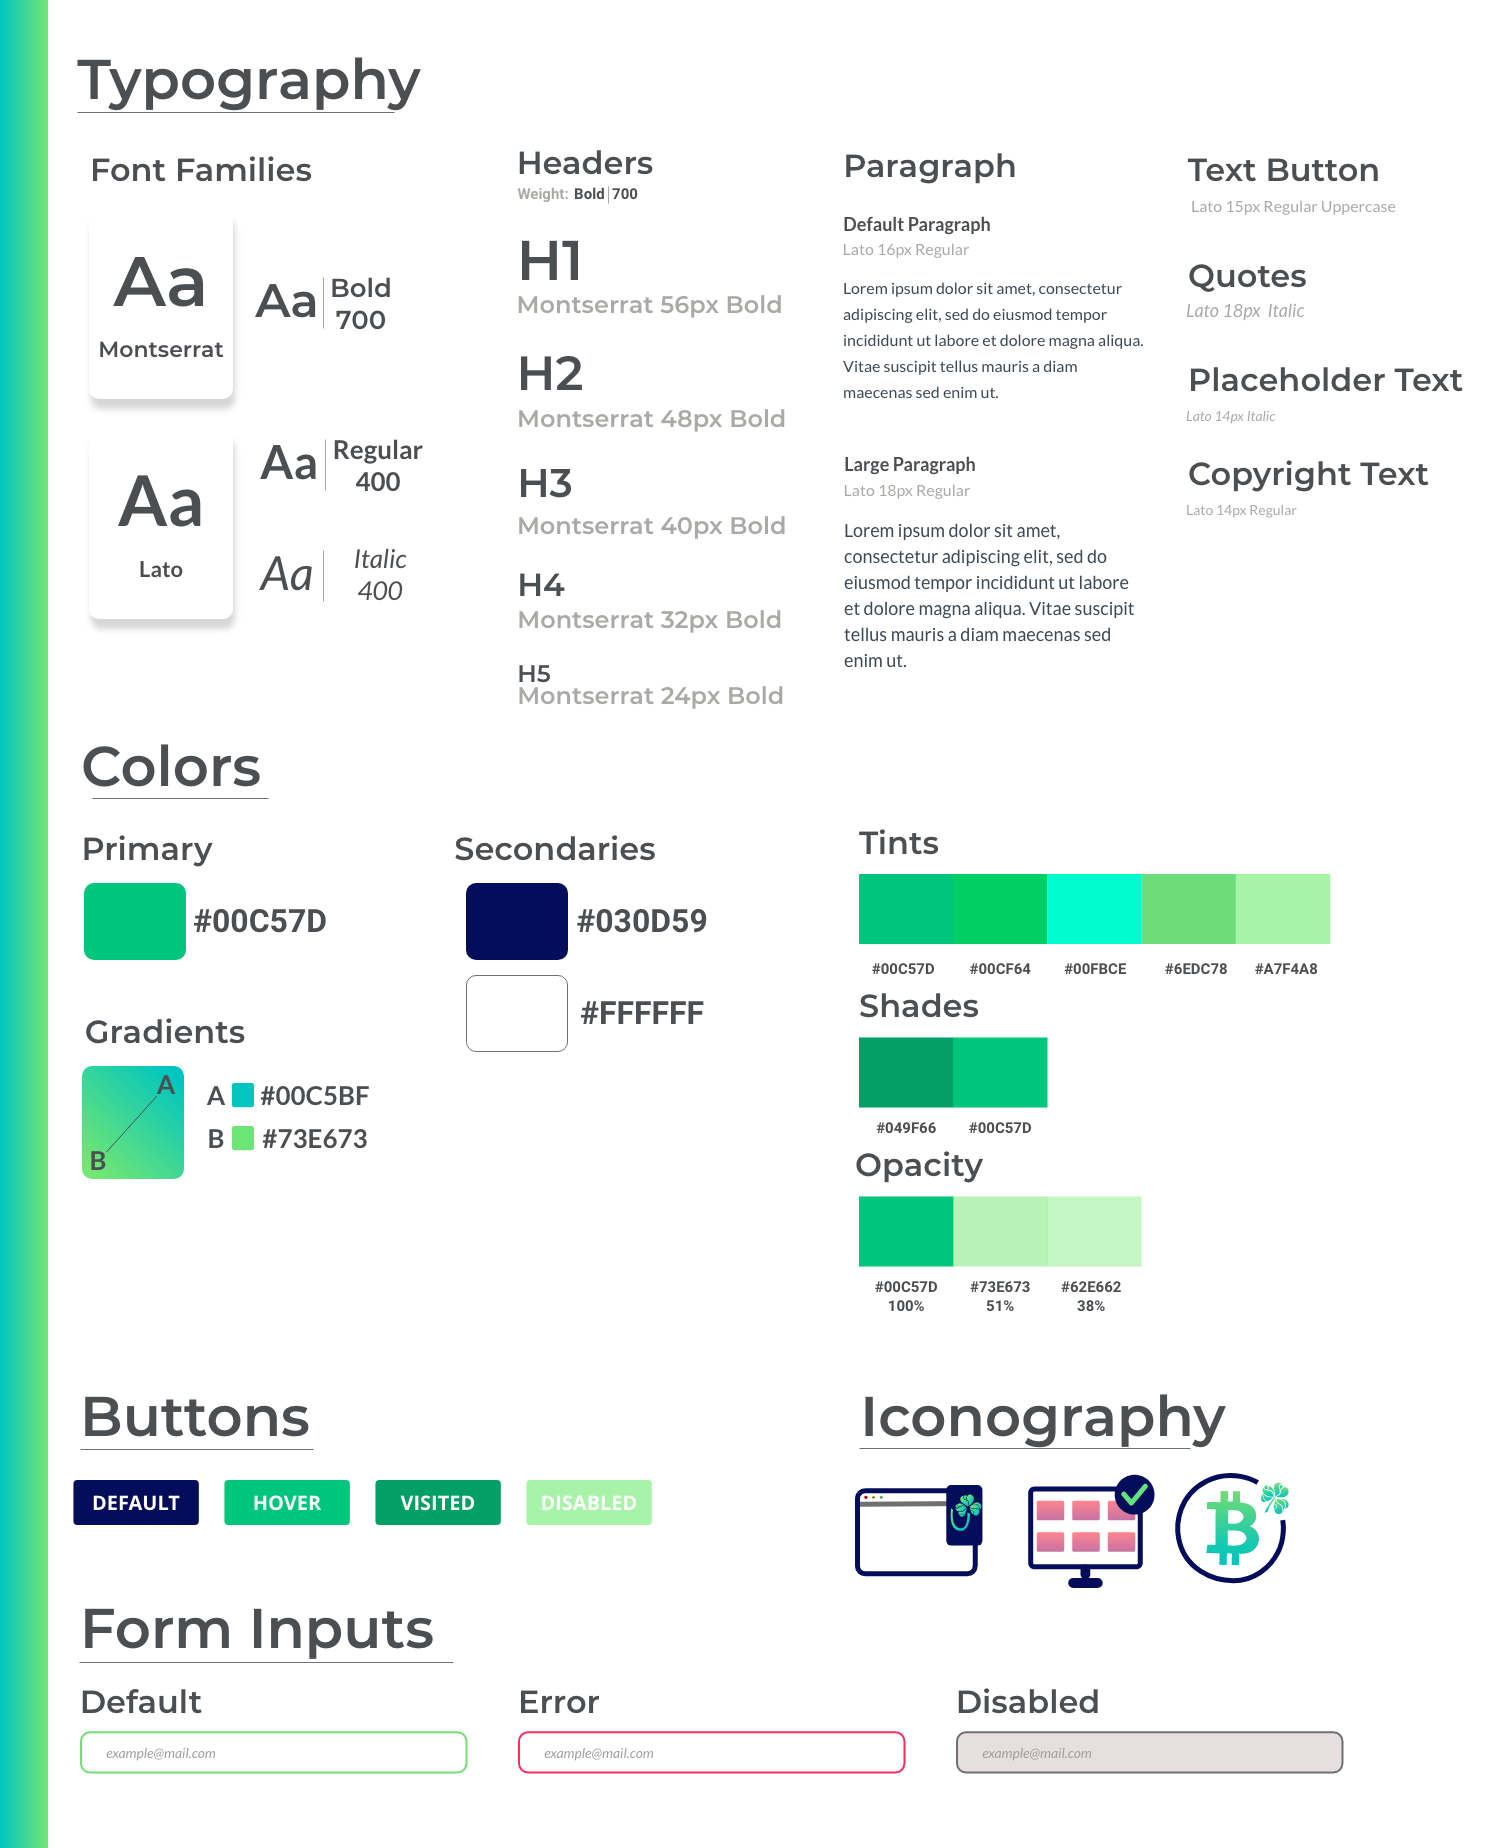 Typography
Font Families
Aa
Montserrat
Aa
Bold
700
Aa
Lato
Aa
Regular
400
Aa
Italic
400
Headers
Weight: Bold 700
H1
Montserrat 56px Bold
H2
Montserrat 48px Bold
H3
Montserrat 40px Bold
H4
Montserrat 32px Bold
H5
Montserrat 24px Bold
Paragraph
Default Paragraph
Lato 16px Regular
Lorem ipsum dolor sit amet, consectetur
adipiscing elit, sed do eiusmod tempor
incididunt ut labore et dolore magna aliqua.
Vitae suscipit tellus mauris a diam
maecenas sed enim ut.
Large Paragraph
Lato 18px Regular
Lorem ipsum dolor sit amet,
consectetur adipiscing elit, sed do
eiusmod tempor incididunt ut labore
et dolore magna aliqua. Vitae suscipit
tellus mauris a diam maecenas sed
enim ut.
Text Button
Lato 15px Regular Uppercase
Quotes
Lato 18px Italic
Placeholder Text
Lato 14px Italic
Copyright Text
Lato 14px Regular
Colors
Primary
#00C57D
Gradients
A
B
A #00C5BF
B #73E673
Secondaries
#030D59
#FFFFFF
Tints
#00C57D #00CF64 #00FBCE #6EDC78 #A7F4A8
Shades
#049F66 #00C57D
Opacity
#00C57D #73E673 #62E662
100% 51% 38%
Buttons
DEFAULT HOVER VISITED DISABLED
Iconography
Form Inputs
Default
example@mail.com
Error
example@mail.com
Disabled
example@mail.com